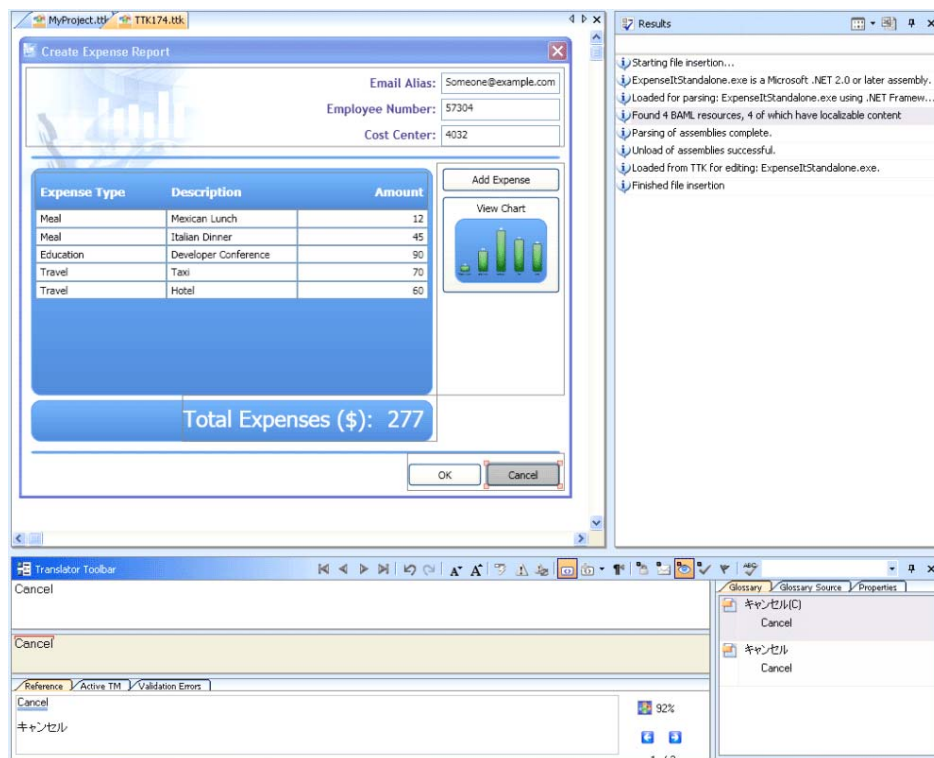 MyProject.ttk TTK174.ttk
Create Expense Report
Email Alias: Someone@example.com
Employee Number: 57304
Cost Center: 4032
Expense Type Description Amount
Meal Mexican Lunch 12
Meal Italian Dinner 45
Education Developer Conference 90
Travel Taxi 70
Travel Hotel 60
Add Expense
View Chart
Total Expenses ($): 277
OK Cancel
Results
Starting file insertion...
ExpenseItStandalone.exe is a Microsoft .NET 2.0 or later assembly.
Loaded for parsing: ExpenseItStandalone.exe using .NET Framew...
Found 4 BAML resources, 4 of which have localizable content
Parsing of assemblies complete.
Unload of assemblies successful.
Loaded from TTK for editing: ExpenseItStandalone.exe.
Finished file insertion
Translator Toolbar
Cancel
Cancel
Reference Active TM Validation Errors
Cancel
キャンセル
92%
Glossary Glossary Source Properties
キャンセル(C)
Cancel
キャンセル
Cancel